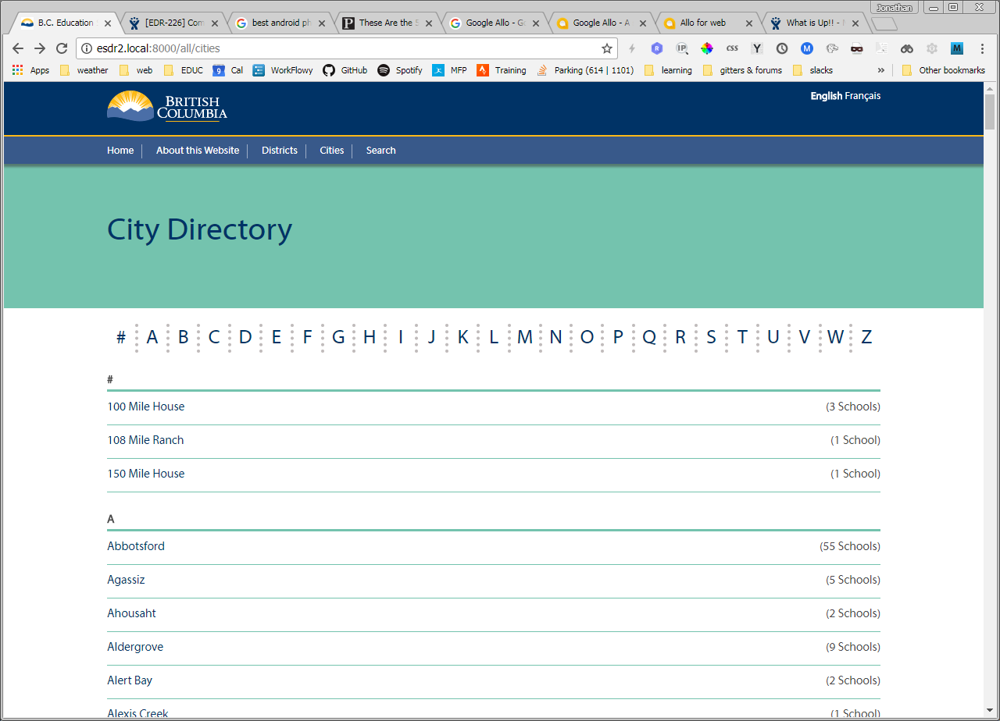 Jonathan
B.C. Education [EDR-226] Com best android ph These Are the Google Allo - Go Google Allo - A Allo for web What is Up!! -
esdr2.local:8000/all/cities
Apps weather web EDUC 9 Cal WorkFlowy GitHub Spotify MFP Training Parking (614 | 1101) learning gitters & forums slacks » Other bookmarks
BRITISH COLUMBIA
English Français
Home About this Website Districts Cities Search
City Directory
# A B C D E F G H I J K L M N O P Q R S T U V W Z
#
100 Mile House (3 Schools)
108 Mile Ranch (1 School)
150 Mile House (1 School)
A
Abbotsford (55 Schools)
Agassiz (5 Schools)
Ahousaht (2 Schools)
Aldergrove (9 Schools)
Alert Bay (2 Schools)
Alexis Creek (1 School)